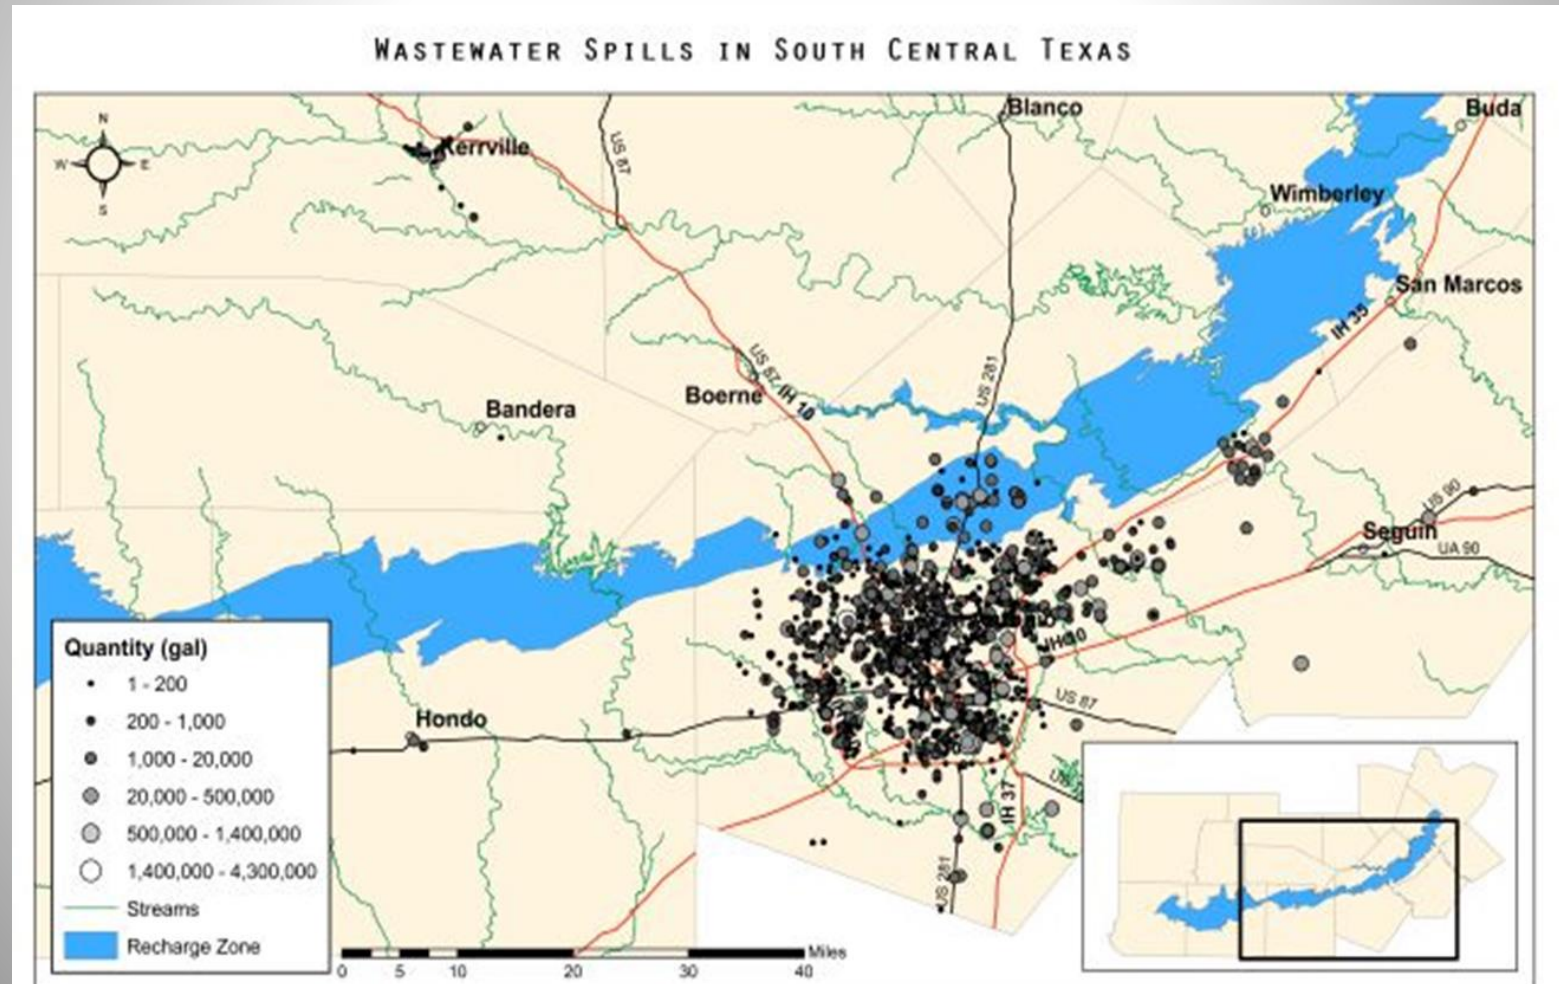 WASTEWATER SPILLS IN SOUTH CENTRAL TEXAS
N
W
E
S
Kerrville
US 87
Blanco
Buda
Wimberley
San Marcos
IH 35
US 281
US 87, IH 10
Boerne
Bandera
US 90
Seguin
UA 90
IH 10
US 87
Hondo
IH 37
US 281
Quantity (gal)
1 - 200
200 - 1,000
1,000 - 20,000
20,000 - 500,000
500,000 - 1,400,000
1,400,000 - 4,300,000
Streams
Recharge Zone
Miles
0 5 10 20 30 40